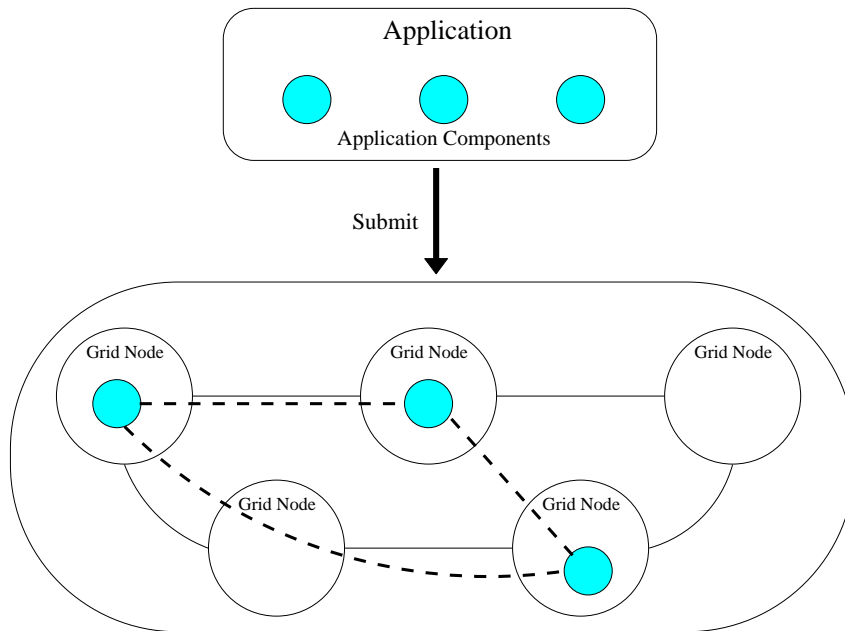 Application
Application Components
Submit
Grid Node
Grid Node
Grid Node
Grid Node
Grid Node